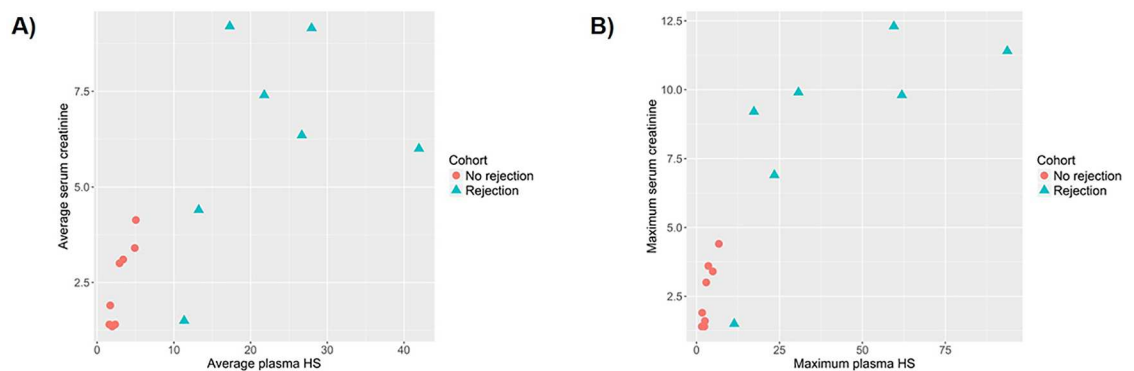 A)
Average serum creatinine
7.5
5.0
2.5
0
10
20
30
40
Average plasma HS
Cohort
No rejection
Rejection
B)
Maximum serum creatinine
12.5
10.0
7.5
5.0
2.5
0
25
50
75
Maximum plasma HS
Cohort
No rejection
Rejection